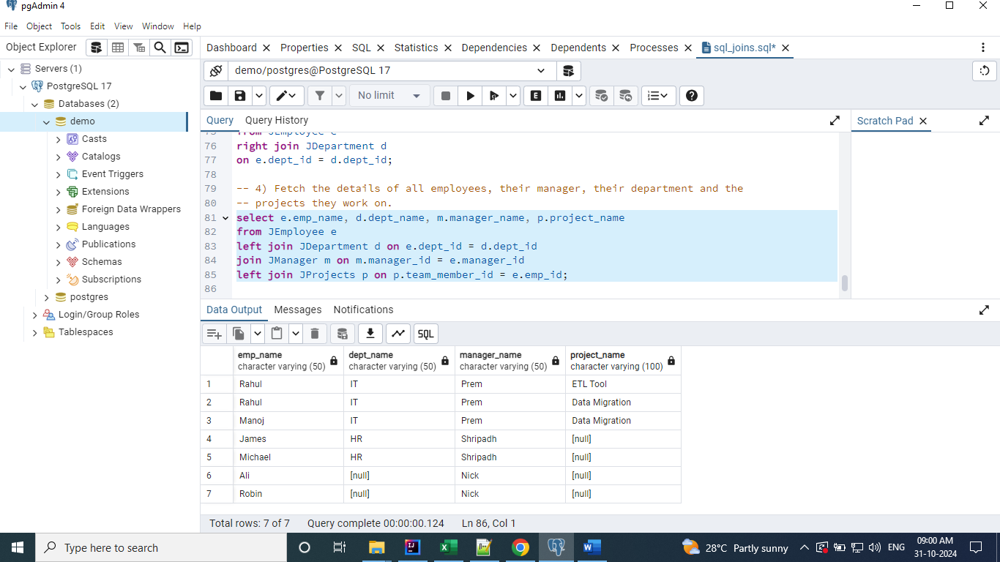 pgAdmin 4
File Object Tools Edit View Window Help
Object Explorer
Dashboard Properties SQL Statistics Dependencies Dependents Processes sql_joins.sql*
Servers (1)
PostgreSQL 17
Databases (2)
demo
Casts
Catalogs
Event Triggers
Extensions
Foreign Data Wrappers
Languages
Publications
Schemas
Subscriptions
postgres
Login/Group Roles
Tablespaces
demo/postgres@PostgreSQL 17
No limit
E
Query Query History
Scratch Pad
75 from JEmployee e
76 right join JDepartment d
77 on e.dept_id = d.dept_id;
78
79 -- 4) Fetch the details of all employees, their manager, their department and the
80 -- projects they work on.
81 select e.emp_name, d.dept_name, m.manager_name, p.project_name
82 from JEmployee e
83 left join JDepartment d on e.dept_id = d.dept_id
84 join JManager m on m.manager_id = e.manager_id
85 left join JProjects p on p.team_member_id = e.emp_id;
86
Data Output Messages Notifications
SQL
emp_name dept_name manager_name project_name
character varying (50) character varying (50) character varying (50) character varying (100)
1 Rahul IT Prem ETL Tool
2 Rahul IT Prem Data Migration
3 Manoj IT Prem Data Migration
4 James HR Shripadh [null]
5 Michael HR Shripadh [null]
6 Ali [null] Nick [null]
7 Robin [null] Nick [null]
Total rows: 7 of 7 Query complete 00:00:00.124 Ln 86, Col 1
Type here to search
28°C Partly sunny
ENG
09:00 AM
31-10-2024